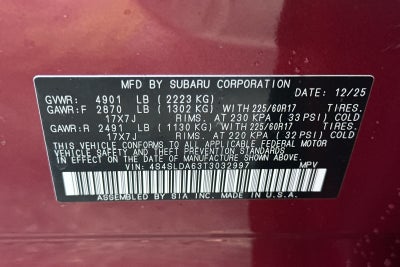 MFD BY SUBARU CORPORATION DATE: 12/25
GVWR: 4901 LB (2223 KG)
GAWR:F 2870 LB (1302 KG) WITH 225/60R17 TIRES.
17X7J RIMS. AT 230 KPA ( 33 PSI) COLD
GAWR:R 2491 LB (1130 KG) WITH 225/60R17 TIRES.
17X7J RIMS. AT 220 KPA ( 32 PSI) COLD
THIS VEHICLE CONFORMS TO ALL APPLICABLE FEDERAL MOTOR
VEHICLE SAFETY AND THEFT PREVENTION STANDARDS
IN EFFECT ON THE DATE OF MANUFACTURE SHOWN ABOVE.
VIN: 4S4SLDA63T3032997 MPV
ASSEMBLED BY SIA INC. MADE IN U.S.A.